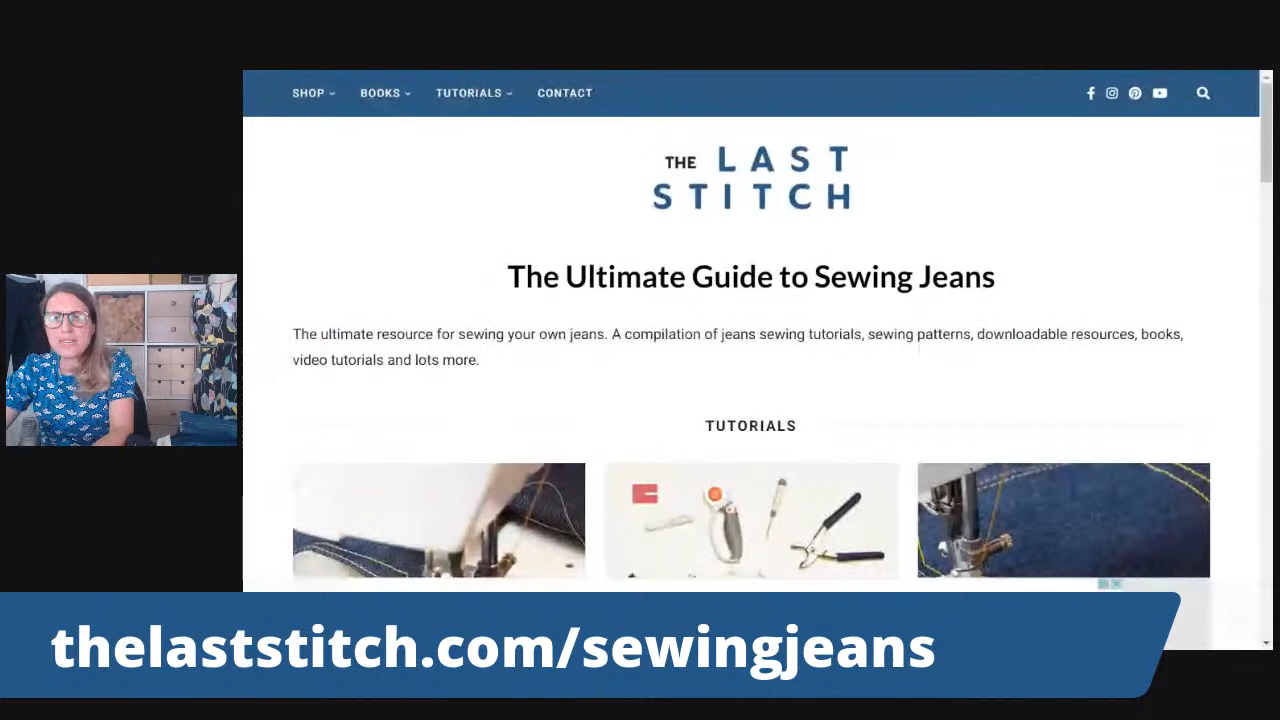 SHOP
BOOKS
TUTORIALS
CONTACT
THE LAST
STITCH
The Ultimate Guide to Sewing Jeans
The ultimate resource for sewing your own jeans. A compilation of jeans sewing tutorials, sewing patterns, downloadable resources, books,
video tutorials and lots more.
TUTORIALS
thelaststitch.com/sewingjeans